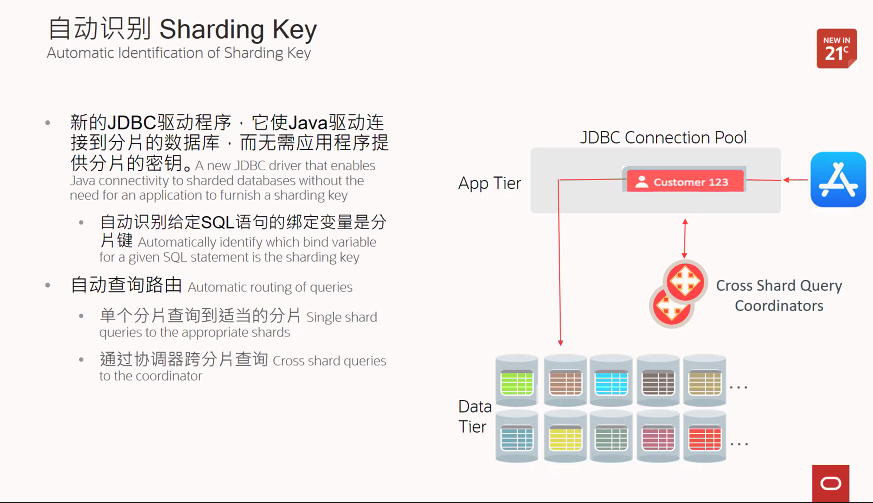 自动识别 Sharding Key
Automatic Identification of Sharding Key
NEW IN
21c
• 新的JDBC驱动程序，它使Java驱动连
接到分片的数据库，而无需应用程序提
供分片的密钥。A new JDBC driver that enables
Java connectivity to sharded databases without the
need for an application to furnish a sharding key
• 自动识别给定SQL语句的绑定变量是分
片键 Automatically identify which bind variable
for a given SQL statement is the sharding key
• 自动查询路由 Automatic routing of queries
• 单个分片查询到适当的分片 Single shard
queries to the appropriate shards
• 通过协调器跨分片查询 Cross shard queries
to the coordinator
JDBC Connection Pool
App Tier
Customer 123
Cross Shard Query
Coordinators
Data
Tier
...
...